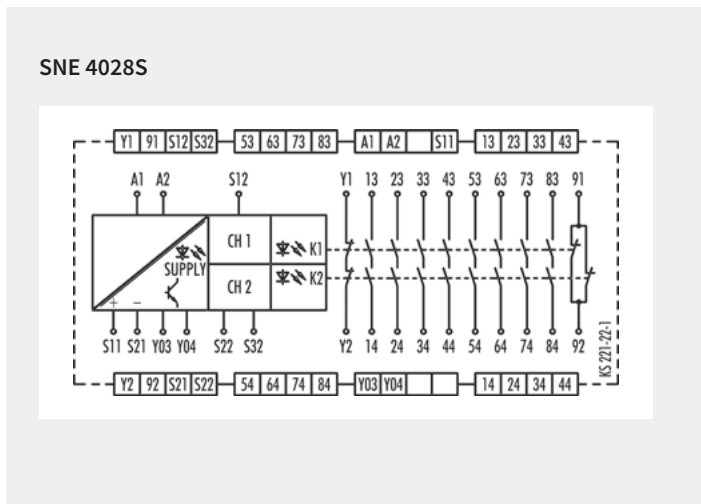 SNE 4028S
Y1 91 S12 S32 53 63 73 83 A1 A2 S11 13 23 33 43
A1 A2 S12 Y1 13 23 33 43 53 63 73 83 91
CH 1 K1
SUPPLY
CH 2 K2
+ −
S11 S21 Y03 Y04 S22 S32 Y2 14 24 34 44 54 64 74 84 92
KS 221-22-1
Y2 92 S21 S22 54 64 74 84 Y03 Y04 14 24 34 44